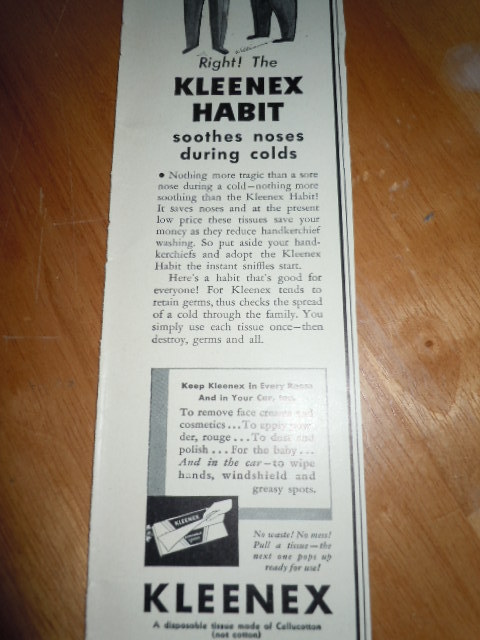 Right! The
KLEENEX
HABIT
soothes noses
during colds
• Nothing more tragic than a sore
nose during a cold—nothing more
soothing than the Kleenex Habit!
It saves noses and at the present
low price these tissues save your
money as they reduce handkerchief
washing. So put aside your hand-
kerchiefs and adopt the Kleenex
Habit the instant sniffles start.
Here's a habit that's good for
everyone! For Kleenex tends to
retain germs, thus checks the spread
of a cold through the family. You
simply use each tissue once—then
destroy, germs and all.
Keep Kleenex in Every Room
And in Your Car, too.
To remove face creams and
cosmetics...To apply pow-
der, rouge...To dust and
polish...For the baby...
And in the car—to wipe
hands, windshield and
greasy spots.
KLEENEX
No waste! No mess!
Pull a tissue—the
next one pops up
ready for use!
KLEENEX
A disposable tissue made of Cellucotton
(not cotton)